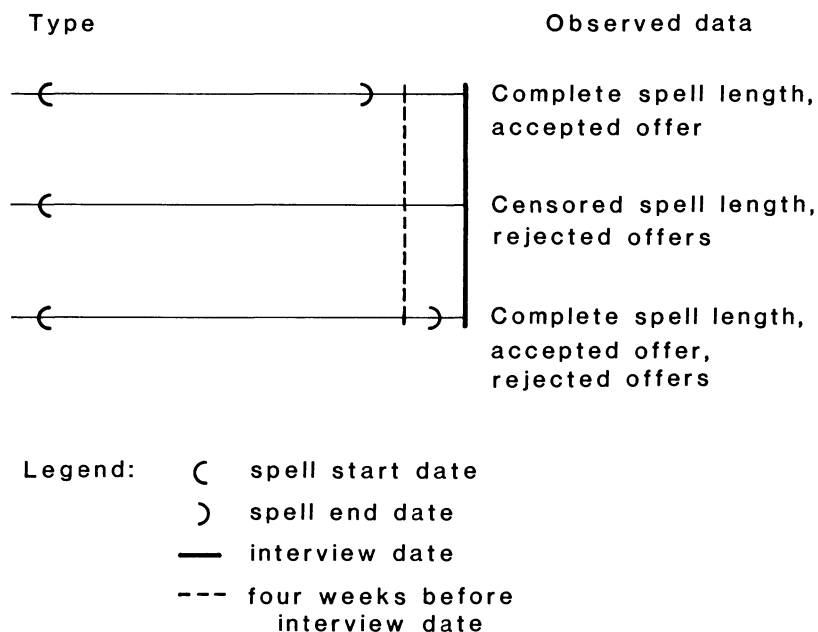 Type Observed data
Complete spell length,
accepted offer
Censored spell length,
rejected offers
Complete spell length,
accepted offer,
rejected offers
Legend: spell start date
spell end date
interview date
four weeks before
interview date